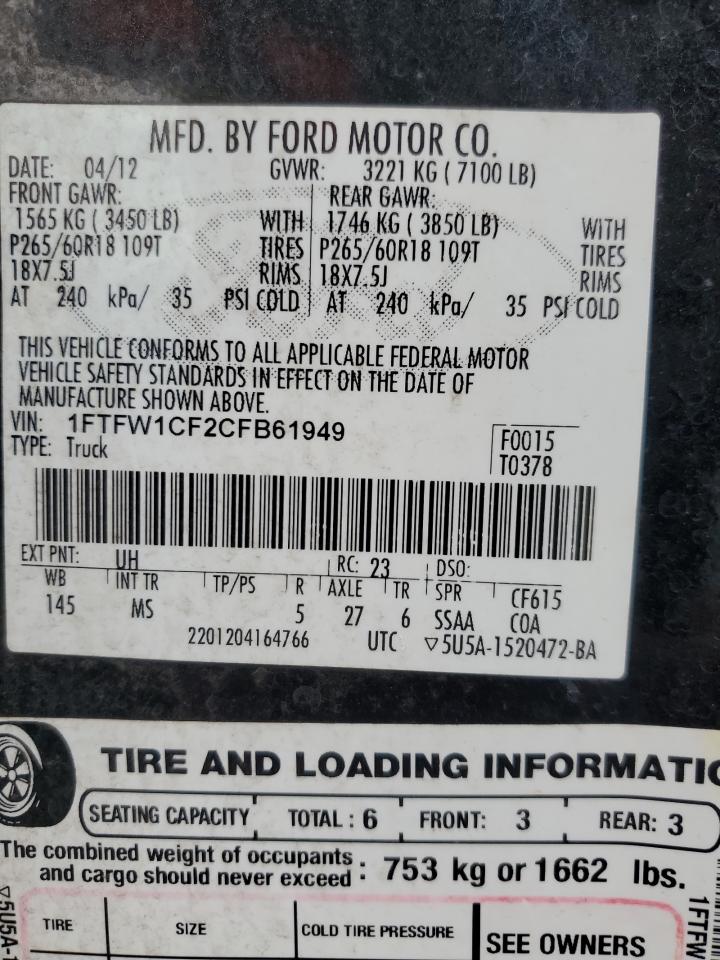 MFD. BY FORD MOTOR CO.
DATE: 04/12 GVWR: 3221 KG ( 7100 LB)
FRONT GAWR: REAR GAWR:
1565 KG ( 3450 LB) WITH 1746 KG ( 3850 LB) WITH
P265/60R18 109T TIRES P265/60R18 109T TIRES
18X7.5J RIMS 18X7.5J RIMS
AT 240 kPa/ 35 PSI COLD AT 240 kPa/ 35 PSI COLD
THIS VEHICLE CONFORMS TO ALL APPLICABLE FEDERAL MOTOR
VEHICLE SAFETY STANDARDS IN EFFECT ON THE DATE OF
MANUFACTURE SHOWN ABOVE.
VIN: 1FTFW1CF2CFB61949
TYPE: Truck
F0015
T0378
EXT PNT: UH RC: 23 DSO:
WB INT TR TP/PS R AXLE TR SPR CF615
145 MS 5 27 6 SSAA COA
2201204164766 UTC ▽5U5A-1520472-BA
TIRE AND LOADING INFORMATIO
SEATING CAPACITY TOTAL : 6 FRONT: 3 REAR: 3
The combined weight of occupants
and cargo should never exceed : 753 kg or 1662 lbs.
TIRE SIZE COLD TIRE PRESSURE SEE OWNERS
▽5U5A-1
1FTFW